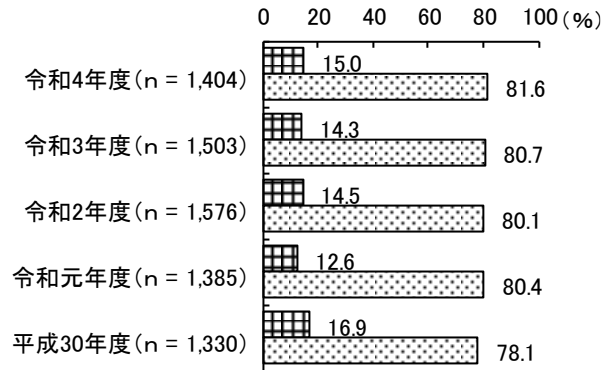 0 20 40 60 80 100 (%)
令和4年度(n = 1,404) 15.0 81.6
令和3年度(n = 1,503) 14.3 80.7
令和2年度(n = 1,576) 14.5 80.1
令和元年度(n = 1,385) 12.6 80.4
平成30年度(n = 1,330) 16.9 78.1